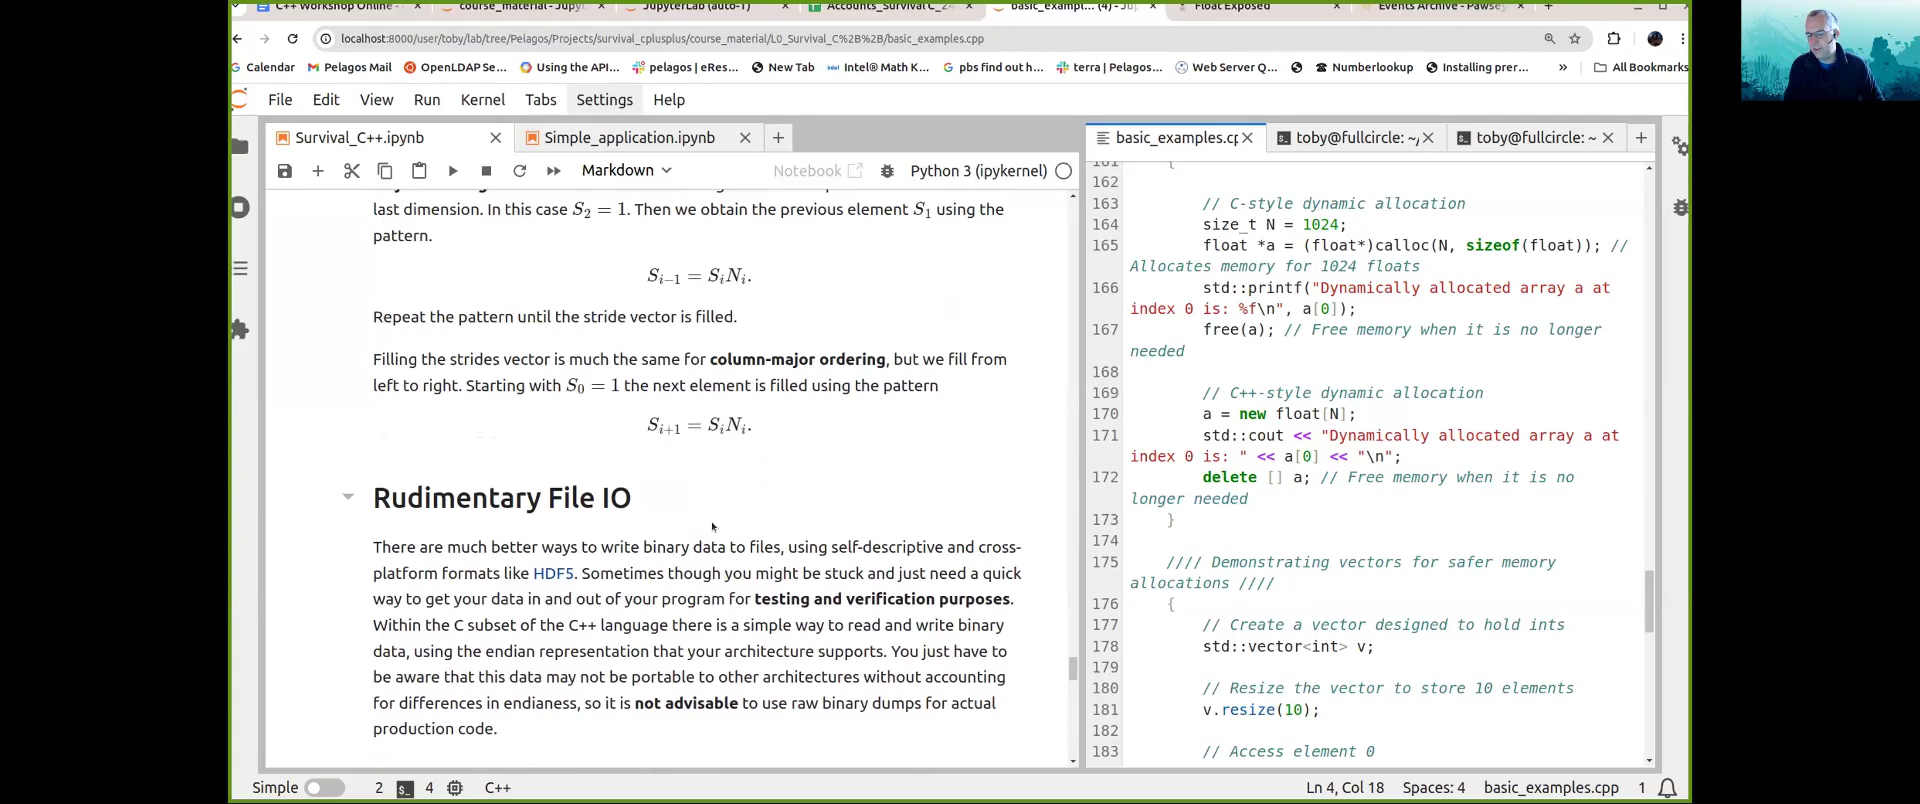 C++ Workshop Online -
course_material - Jupyt
JupyterLab (auto-T)
Accounts_Survival C_24
basic_exampl... (4) - Ju
Float Exposed
Events Archive - Pawsey
localhost:8000/user/toby/lab/tree/Pelagos/Projects/survival_cplusplus/course_material/L0_Survival_C%2B%2B/basic_examples.cpp
Calendar
Pelagos Mail
OpenLDAP Se...
Using the API...
pelagos | eRes...
New Tab
Intel® Math K...
pbs find out h...
terra | Pelagos...
Web Server Q...
Numberlookup
Installing prer...
»
All Bookmarks
File Edit View Run Kernel Tabs Settings Help
Survival_C++.ipynb
Simple_application.ipynb
basic_examples.cp
toby@fullcircle: ~/
toby@fullcircle: ~
Markdown
Notebook
Python 3 (ipykernel)
last dimension. In this case S₂ = 1. Then we obtain the previous element S₁ using the
pattern.
Sᵢ₋₁ = SᵢNᵢ.
Repeat the pattern until the stride vector is filled.
Filling the strides vector is much the same for column-major ordering, but we fill from
left to right. Starting with S₀ = 1 the next element is filled using the pattern
Sᵢ₊₁ = SᵢNᵢ.
Rudimentary File IO
There are much better ways to write binary data to files, using self-descriptive and cross-
platform formats like HDF5. Sometimes though you might be stuck and just need a quick
way to get your data in and out of your program for testing and verification purposes.
Within the C subset of the C++ language there is a simple way to read and write binary
data, using the endian representation that your architecture supports. You just have to
be aware that this data may not be portable to other architectures without accounting
for differences in endianess, so it is not advisable to use raw binary dumps for actual
production code.
161 {
162
163 // C-style dynamic allocation
164 size_t N = 1024;
165 float *a = (float*)calloc(N, sizeof(float)); //
Allocates memory for 1024 floats
166 std::printf("Dynamically allocated array a at
index 0 is: %f\n", a[0]);
167 free(a); // Free memory when it is no longer
needed
168
169 // C++-style dynamic allocation
170 a = new float[N];
171 std::cout << "Dynamically allocated array a at
index 0 is: " << a[0] << "\n";
172 delete [] a; // Free memory when it is no
longer needed
173 }
174
175 //// Demonstrating vectors for safer memory
allocations ////
176 {
177 // Create a vector designed to hold ints
178 std::vector<int> v;
179
180 // Resize the vector to store 10 elements
181 v.resize(10);
182
183 // Access element 0
Simple 2 4 C++
Ln 4, Col 18 Spaces: 4 basic_examples.cpp 1